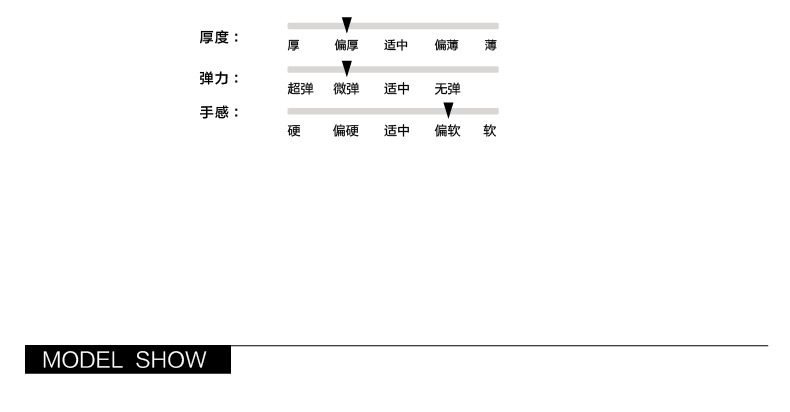 厚度：
厚 偏厚 适中 偏薄 薄
弹力：
超弹 微弹 适中 无弹
手感：
硬 偏硬 适中 偏软 软
MODEL SHOW